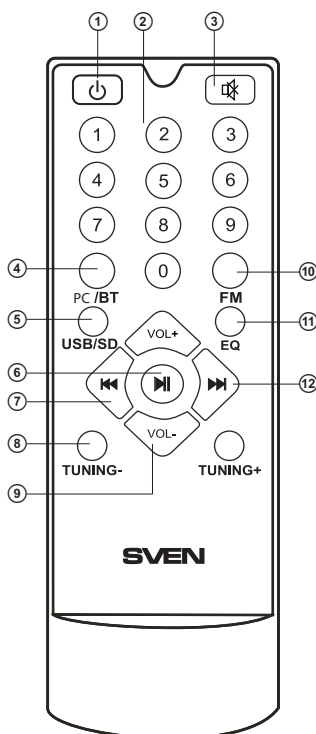 1 2 3
1 2 3
4 5 6
7 8 9
4 0 10
PC /BT FM
5 11
USB/SD VOL+ EQ
6
7 12
8 VOL-
TUNING- TUNING+
9
SVEN